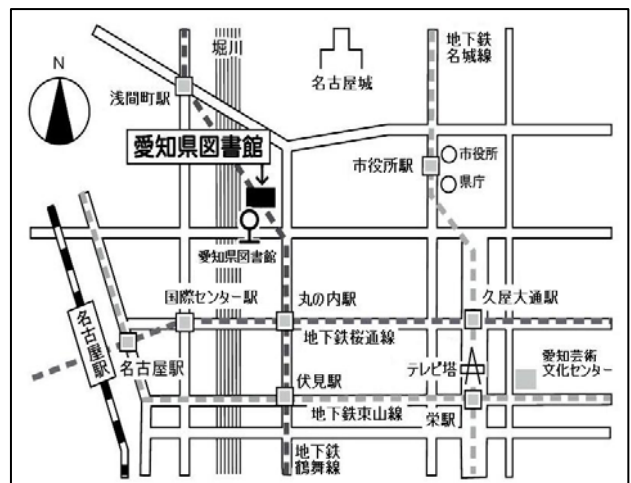 堀川
地下鉄
名城線
N
名古屋城
浅間町駅
愛知県図書館
市役所駅
市役所
県庁
愛知県図書館
国際センター駅
丸の内駅
久屋大通駅
名古屋駅
地下鉄桜通線
名古屋駅
テレビ塔
愛知芸術
文化センター
伏見駅
地下鉄東山線
栄駅
地下鉄
鶴舞線